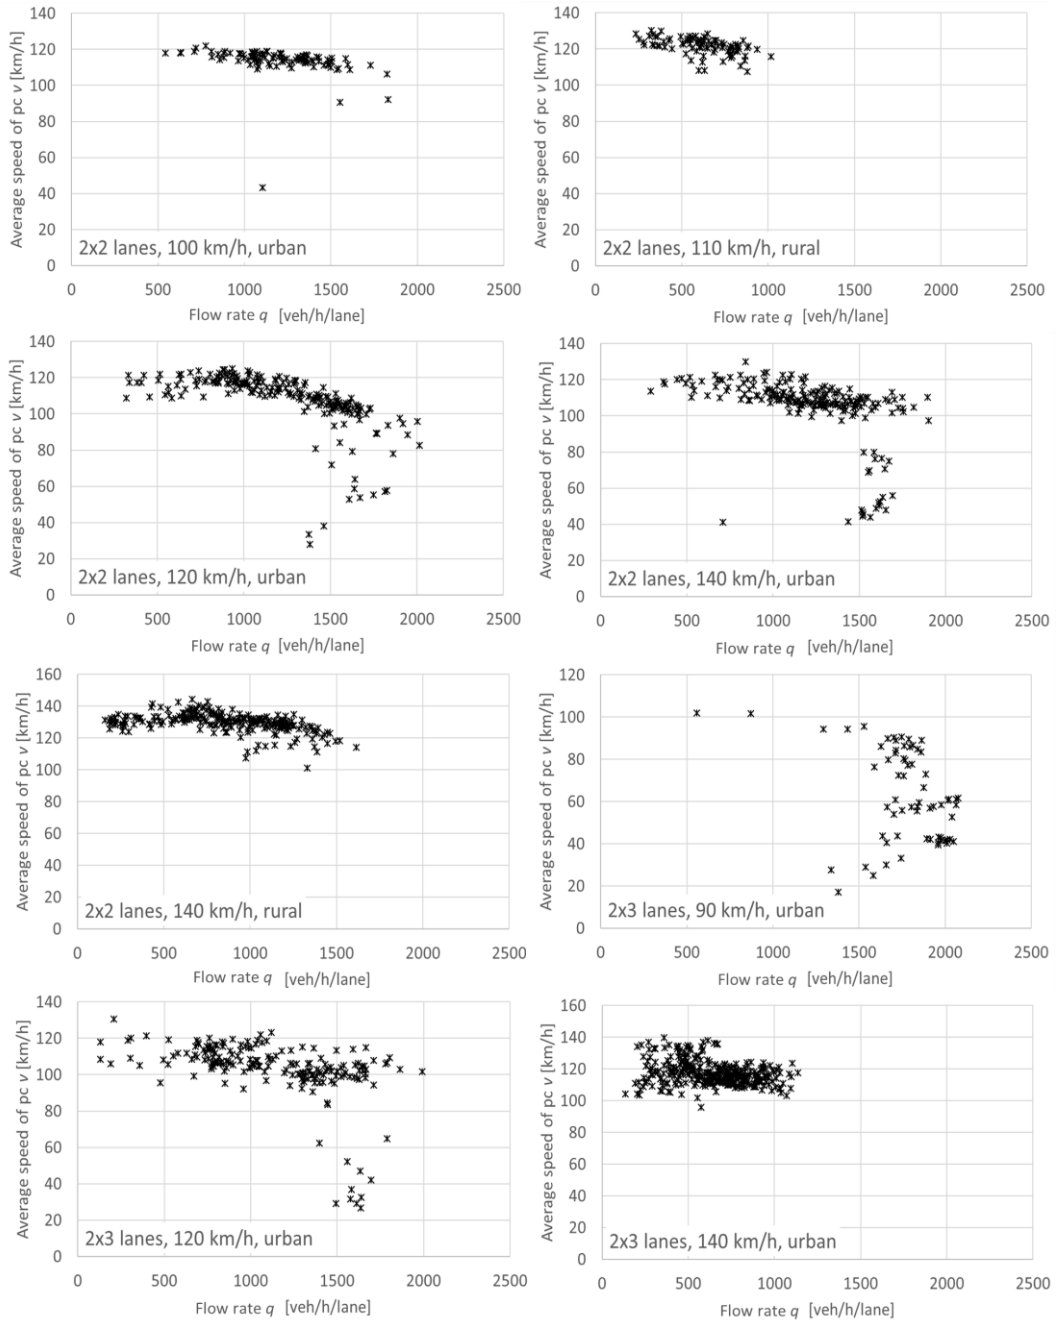 Average speed of pc v [km/h]
140
120
100
80
60
40
20
0
2x2 lanes, 100 km/h, urban
0 500 1000 1500 2000 2500
Flow rate q [veh/h/lane]
Average speed of pc v [km/h]
140
120
100
80
60
40
20
0
2x2 lanes, 110 km/h, rural
0 500 1000 1500 2000 2500
Flow rate q [veh/h/lane]
Average speed of pc v [km/h]
140
120
100
80
60
40
20
0
2x2 lanes, 120 km/h, urban
0 500 1000 1500 2000 2500
Flow rate q [veh/h/lane]
Average speed of pc v [km/h]
140
120
100
80
60
40
20
0
2x2 lanes, 140 km/h, urban
0 500 1000 1500 2000 2500
Flow rate q [veh/h/lane]
Average speed of pc v [km/h]
160
140
120
100
80
60
40
20
0
2x2 lanes, 140 km/h, rural
0 500 1000 1500 2000 2500
Flow rate q [veh/h/lane]
Average speed of pc v [km/h]
120
100
80
60
40
20
0
2x3 lanes, 90 km/h, urban
0 500 1000 1500 2000 2500
Flow rate q [veh/h/lane]
Average speed of pc v [km/h]
140
120
100
80
60
40
20
0
2x3 lanes, 120 km/h, urban
0 500 1000 1500 2000 2500
Flow rate q [veh/h/lane]
Average speed of pc v [km/h]
160
140
120
100
80
60
40
20
0
2x3 lanes, 140 km/h, urban
0 500 1000 1500 2000 2500
Flow rate q [veh/h/lane]